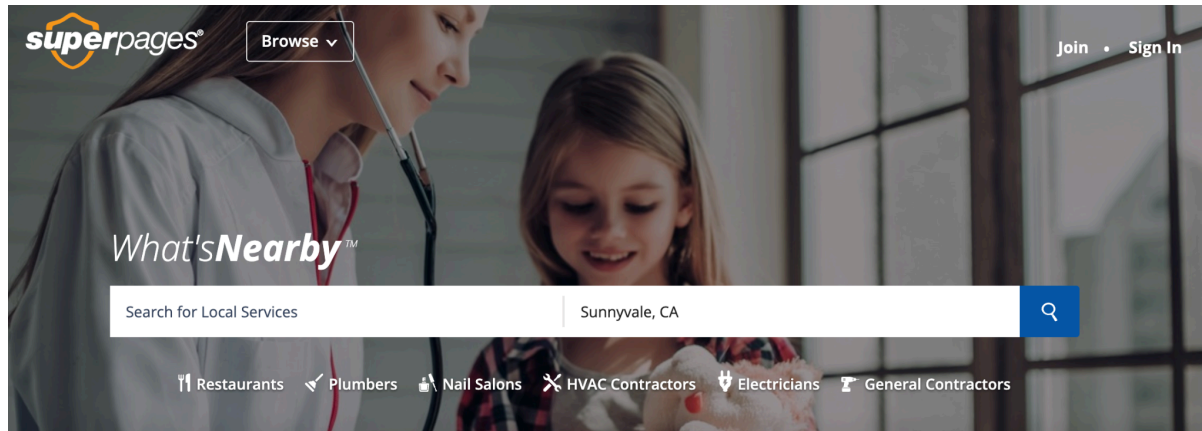 superpages®
Browse
Join • Sign In
What'sNearby™
Search for Local Services
Sunnyvale, CA
Restaurants Plumbers Nail Salons HVAC Contractors Electricians General Contractors